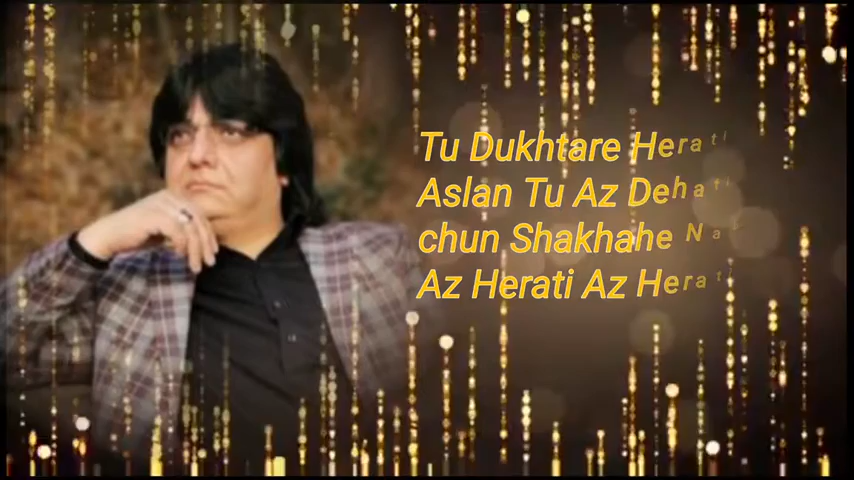 Tu Dukhtare Herati
Aslan Tu Az Dehati
chun Shakhahe
Az Herati Az Herati